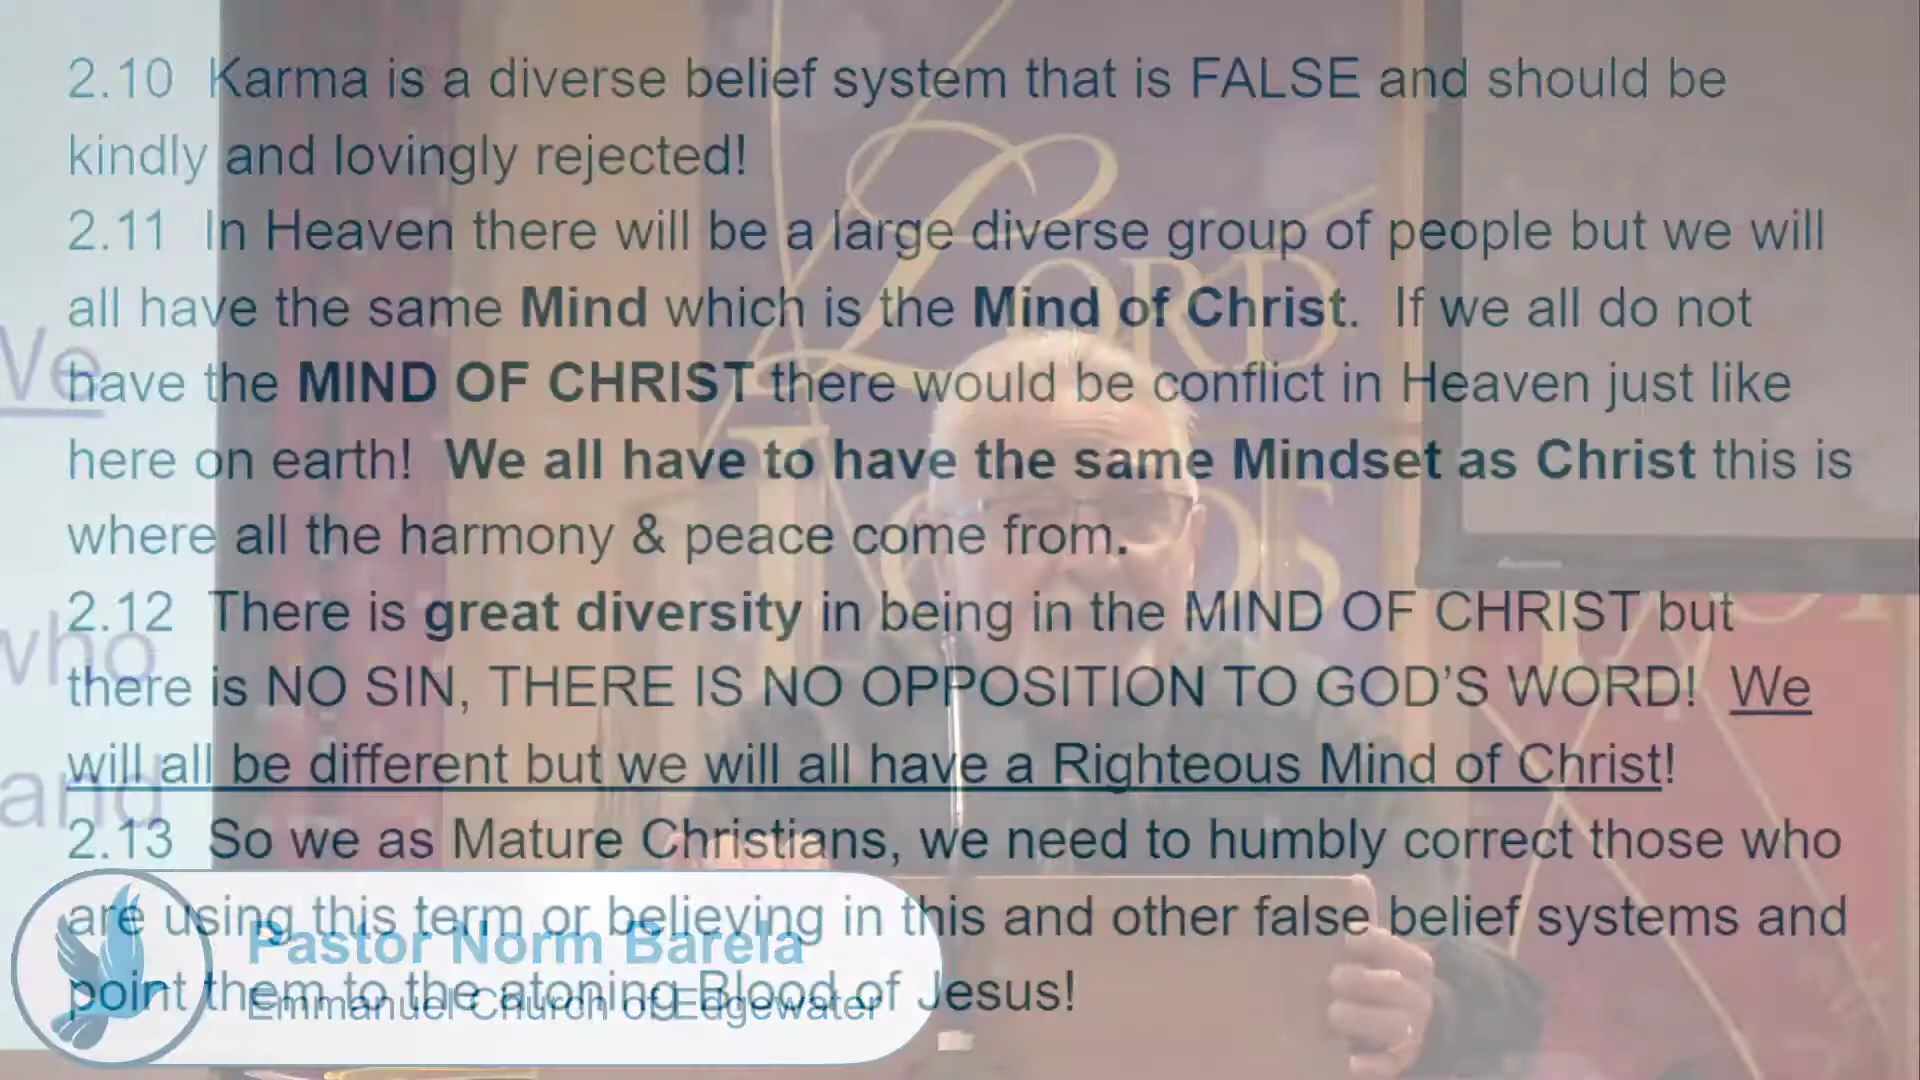 2.10 Karma is a diverse belief system that is FALSE and should be
kindly and lovingly rejected!
2.11 In Heaven there will be a large diverse group of people but we will
all have the same Mind which is the Mind of Christ. If we all do not
have the MIND OF CHRIST there would be conflict in Heaven just like
here on earth! We all have to have the same Mindset as Christ this is
where all the harmony & peace come from.
2.12 There is great diversity in being in the MIND OF CHRIST but
there is NO SIN, THERE IS NO OPPOSITION TO GOD'S WORD! We
will all be different but we will all have a Righteous Mind of Christ!
2.13 So we as Mature Christians, we need to humbly correct those who
are using this term or believing in this and other false belief systems and
point them to the atoning Blood of Jesus!
Pastor Norm Barela
Emmanuel Church of Edgewater
LORD
We
who
and